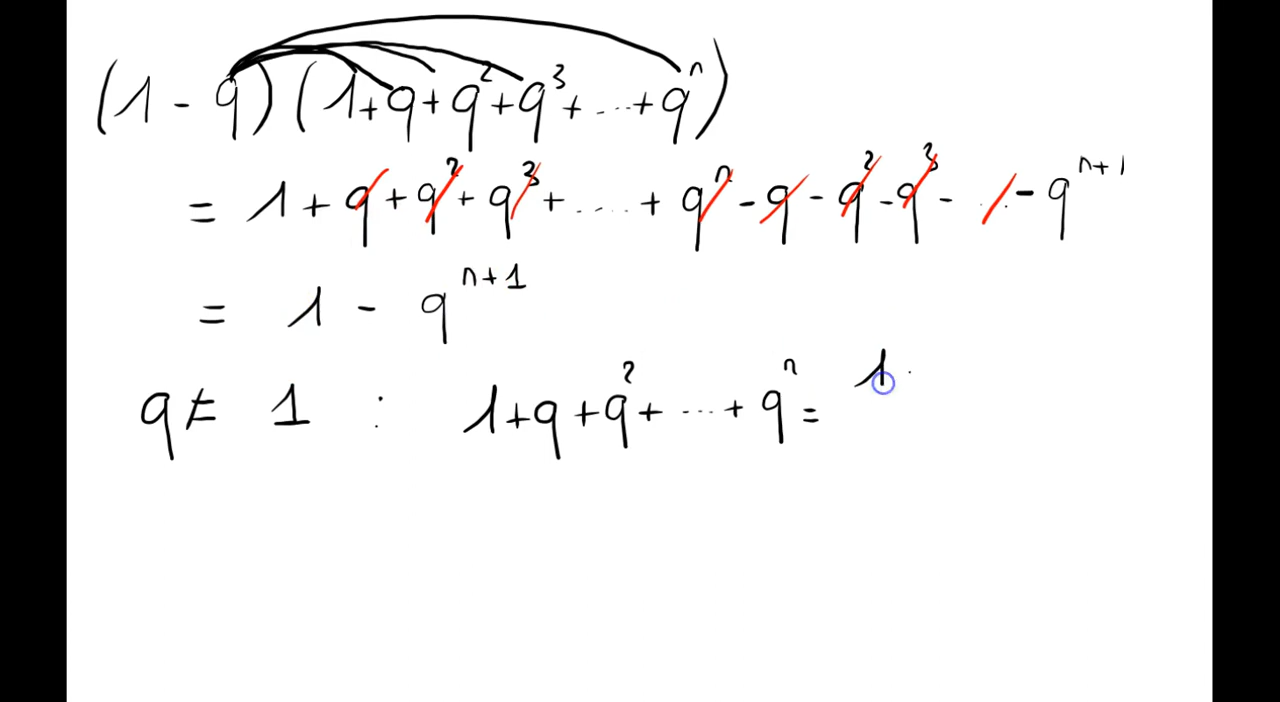 (1 - q)(1 + q + q² + q³ + ... + qⁿ)
= 1 + q + q² + q³ + .... + qⁿ - q - q² - q³ - ... - qⁿ⁺¹
= 1 - qⁿ⁺¹
q ≠ 1 : 1 + q + q² + ... + qⁿ = 1